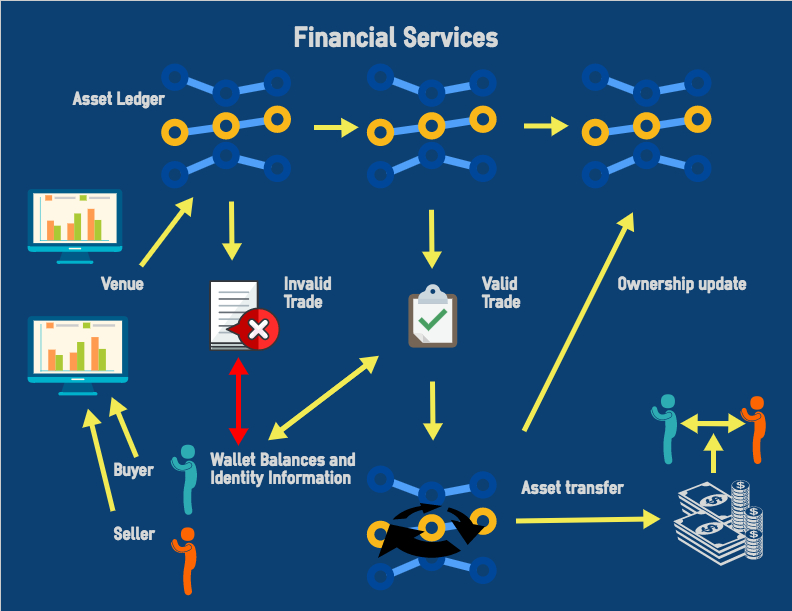 Financial Services
Asset Ledger
Venue
Invalid
Trade
Valid
Trade
Ownership update
Buyer
Wallet Balances and
Identity Information
Asset transfer
Seller
$
$
$
$
$